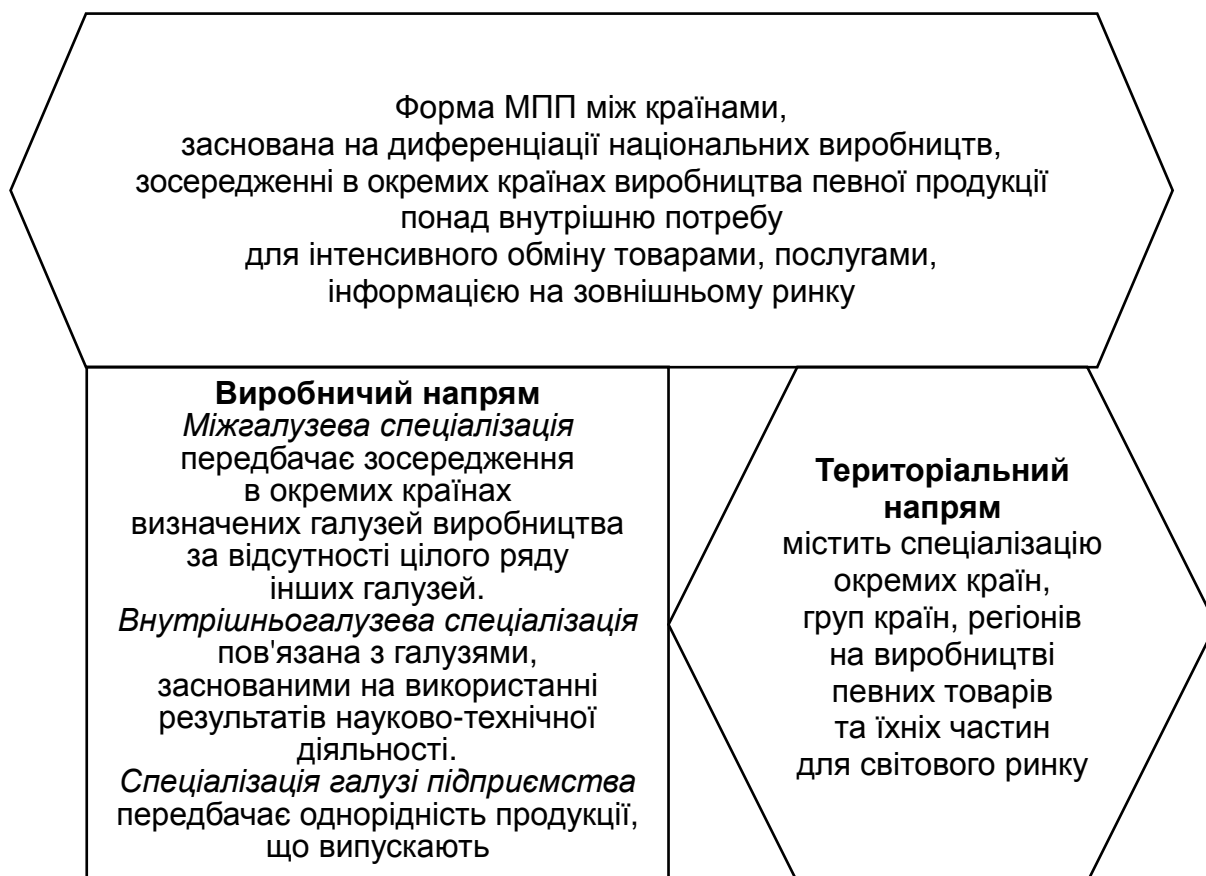 Форма МПП між країнами,
заснована на диференціації національних виробництв,
зосередженні в окремих країнах виробництва певної продукції
понад внутрішню потребу
для інтенсивного обміну товарами, послугами,
інформацією на зовнішньому ринку
Виробничий напрям
Міжгалузева спеціалізація
передбачає зосередження
в окремих країнах
визначених галузей виробництва
за відсутності цілого ряду
інших галузей.
Внутрішньогалузева спеціалізація
пов'язана з галузями,
заснованими на використанні
результатів науково-технічної
діяльності.
Спеціалізація галузі підприємства
передбачає однорідність продукції,
що випускають
Територіальний
напрям
містить спеціалізацію
окремих країн,
груп країн, регіонів
на виробництві
певних товарів
та їхніх частин
для світового ринку